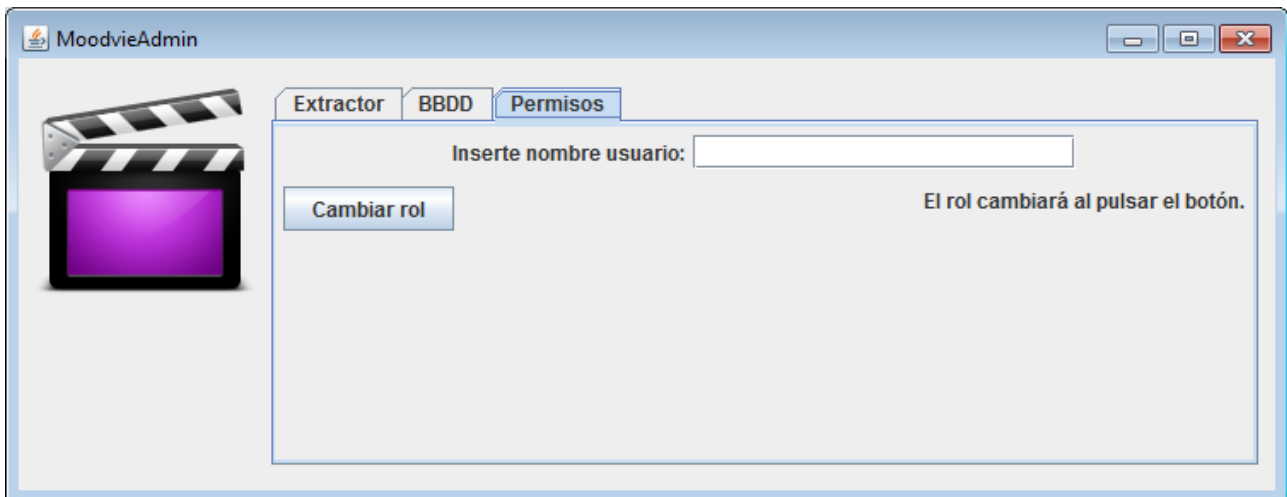 MoodvieAdmin
Extractor BBDD Permisos
Inserte nombre usuario:
Cambiar rol El rol cambiará al pulsar el botón.